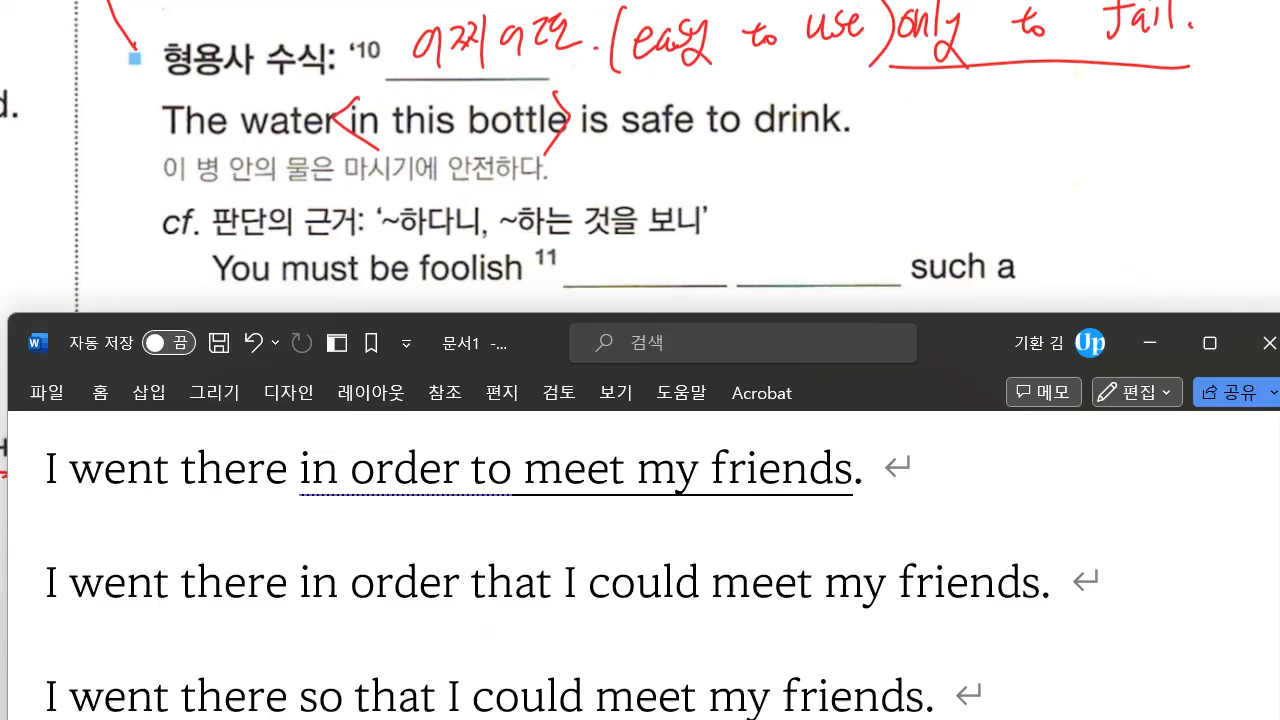 형용사 수식: '10 (easy to use) only to fail.
The water <in this bottle> is safe to drink.
이 병 안의 물은 마시기에 안전하다.
cf. 판단의 근거: '~하다니, ~하는 것을 보니'
You must be foolish 11 such a
자동 저장 끔 문서1 -... 검색 기환 김 Up
파일 홈 삽입 그리기 디자인 레이아웃 참조 편지 검토 보기 도움말 Acrobat 메모 편집 공유
I went there in order to meet my friends.
I went there in order that I could meet my friends.
I went there so that I could meet my friends.